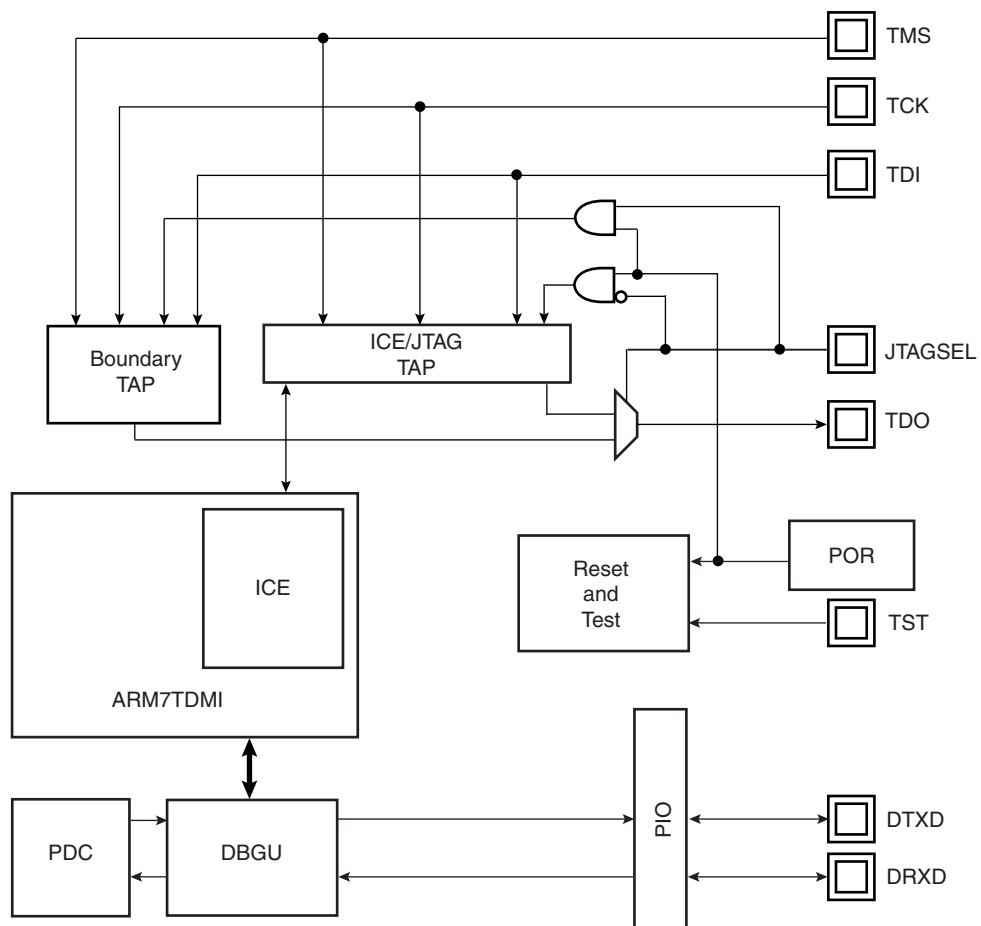 TMS
TCK
TDI
Boundary
TAP
ICE/JTAG
TAP
JTAGSEL
TDO
POR
Reset
and
Test
ICE
TST
ARM7TDMI
PIO
DTXD
PDC
DBGU
DRXD